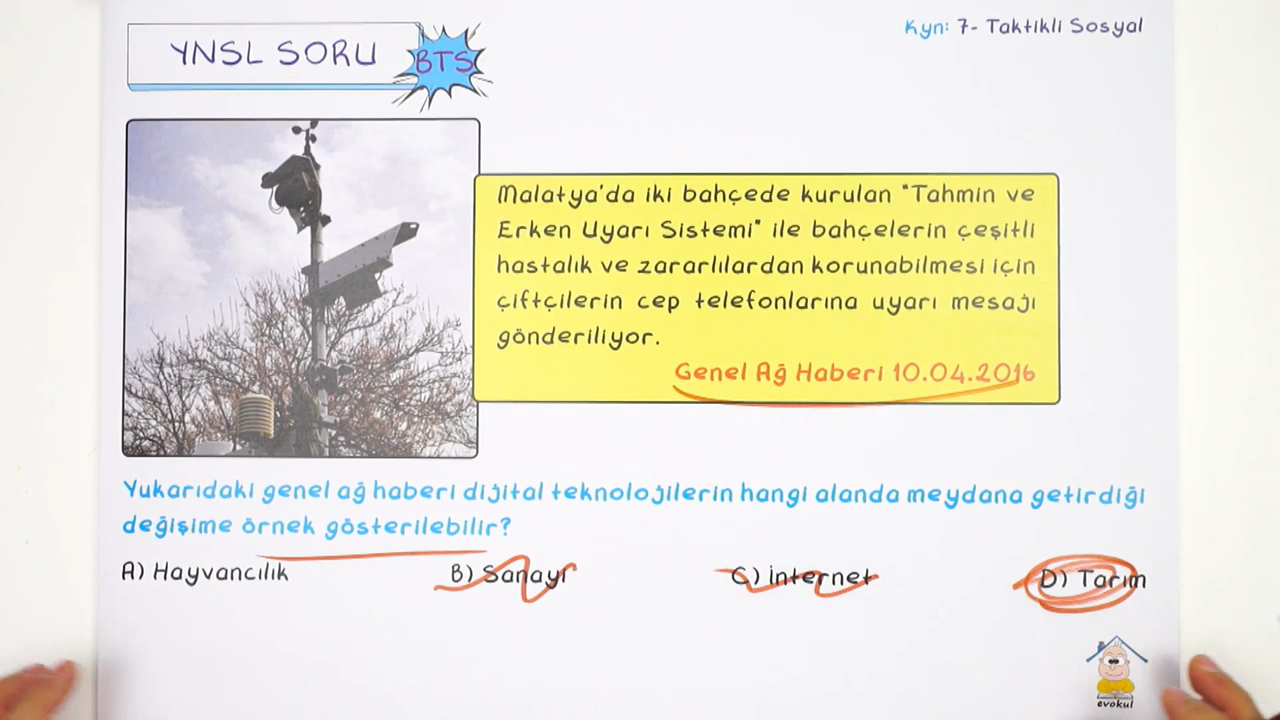 YNSL SORU
BTS
Kyn: 7- Taktikli Sosyal
Malatya'da iki bahçede kurulan "Tahmin ve
Erken Uyarı Sistemi" ile bahçelerin çeşitli
hastalık ve zararlılardan korunabilmesi için
çiftçilerin cep telefonlarına uyarı mesajı
gönderiliyor.
Genel Ağ Haberi 10.04.2016
Yukarıdaki genel ağ haberi dijital teknolojilerin hangi alanda meydana getirdiği
değişime örnek gösterilebilir?
A) Hayvancılık
B) Sanayi
C) İnternet
D) Tarım
evokul